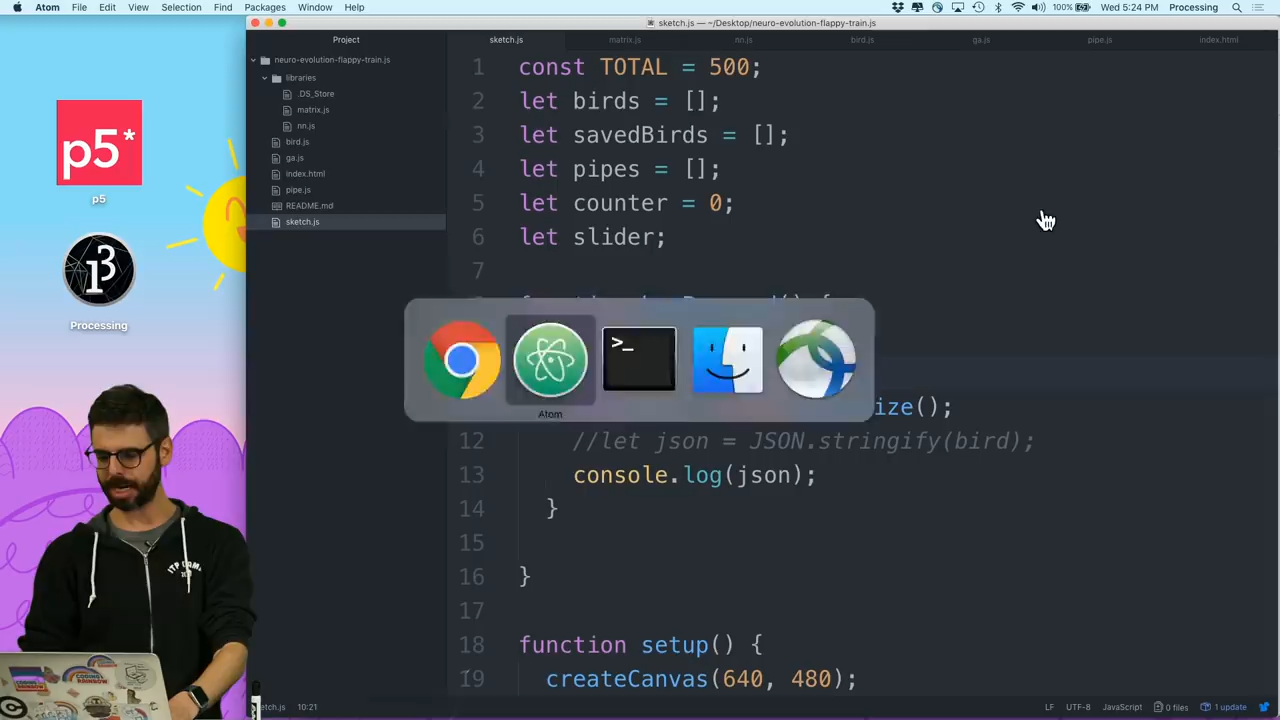 Atom File Edit View Selection Find Packages Window Help
100% Wed 5:24 PM Processing
sketch.js — ~/Desktop/neuro-evolution-flappy-train.js
Project
sketch.js matrix.js nn.js bird.js ga.js pipe.js index.html
neuro-evolution-flappy-train.js
libraries
.DS_Store
matrix.js
nn.js
bird.js
ga.js
index.html
pipe.js
README.md
sketch.js
p5*
p5
Processing
1 const TOTAL = 500;
2 let birds = [];
3 let savedBirds = [];
4 let pipes = [];
5 let counter = 0;
6 let slider;
7
() {
>_
Atom
ize();
12 //let json = JSON.stringify(bird);
13 console.log(json);
14 }
15
16 }
17
18 function setup() {
19 createCanvas(640, 480);
CODING
RAINBOW
10:21
LF UTF-8 JavaScript 0 files 1 update